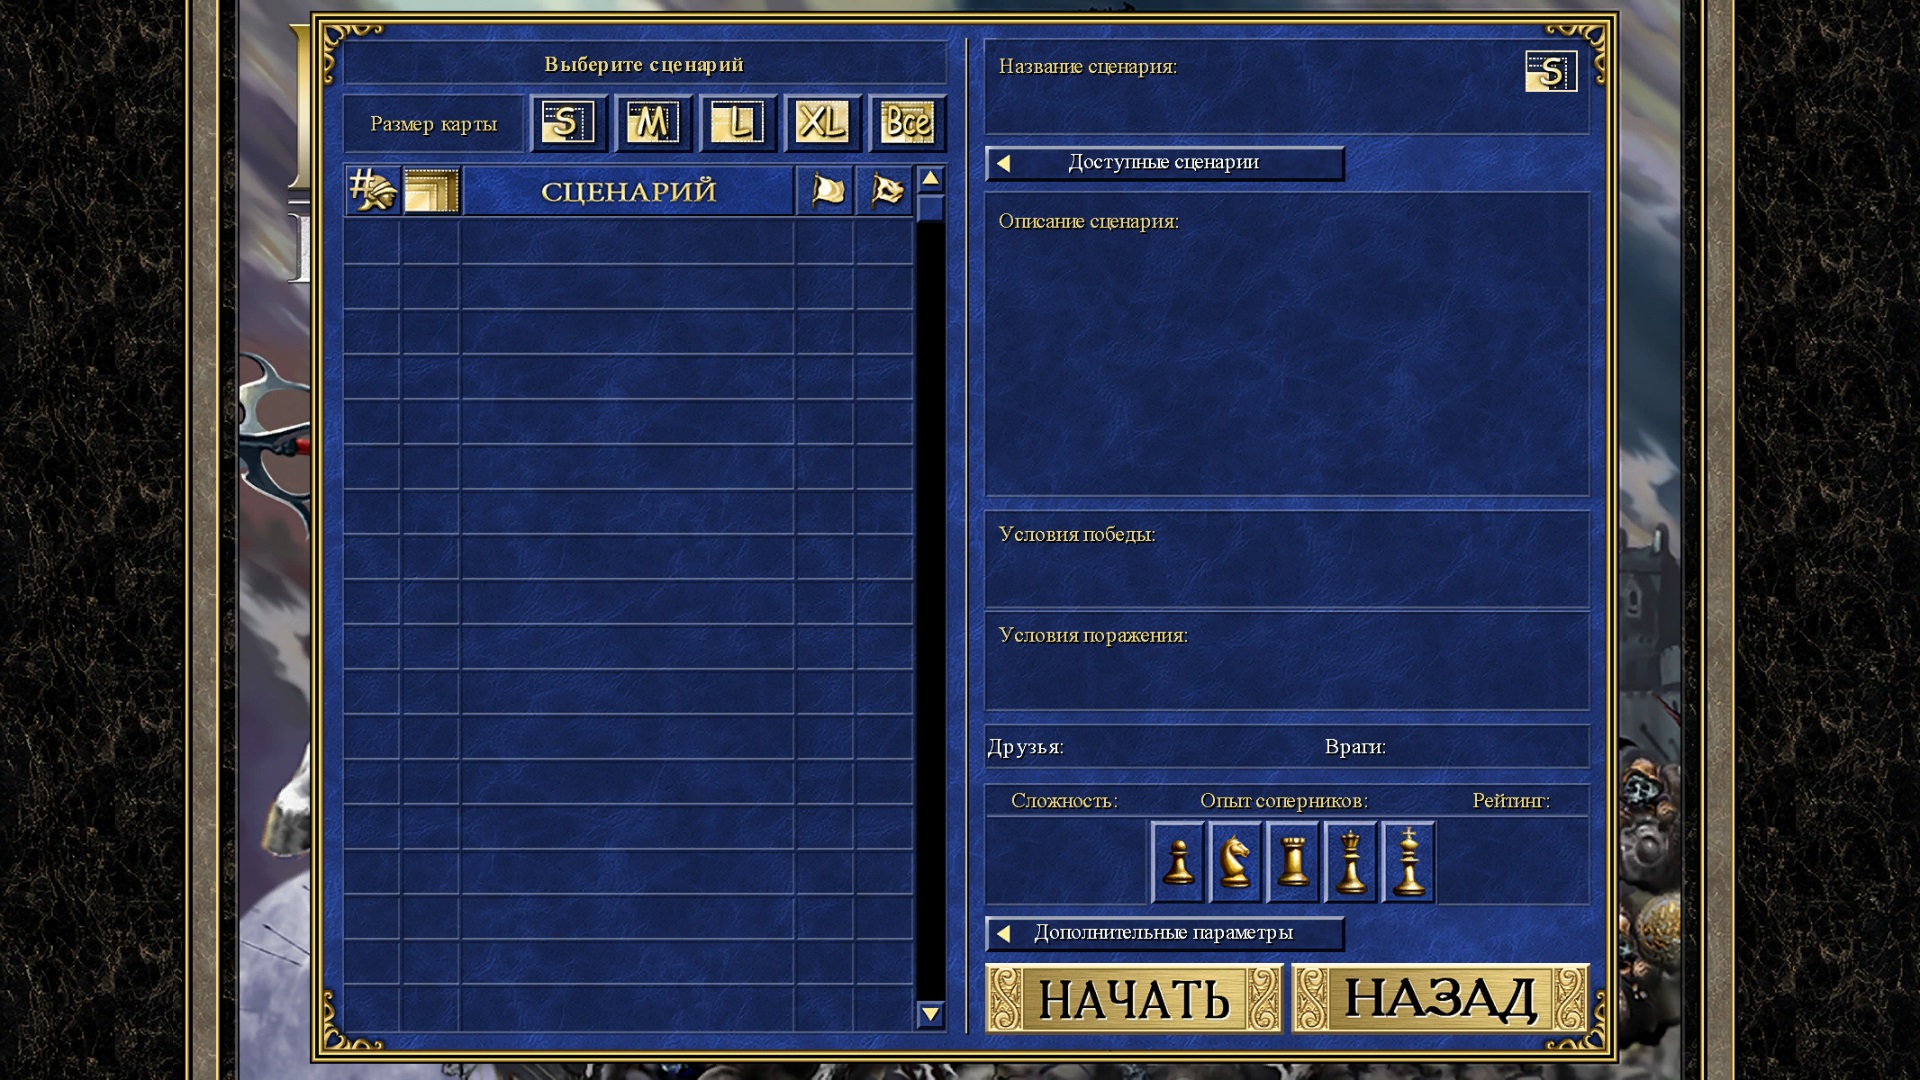 Выберите сценарий
Размер карты
S
M
L
XL
Все
#
СЦЕНАРИЙ
Название сценария:
S
Доступные сценарии
Описание сценария:
Условия победы:
Условия поражения:
Друзья:
Враги:
Сложность:
Опыт соперников:
Рейтинг:
Дополнительные параметры
НАЧАТЬ
НАЗАД